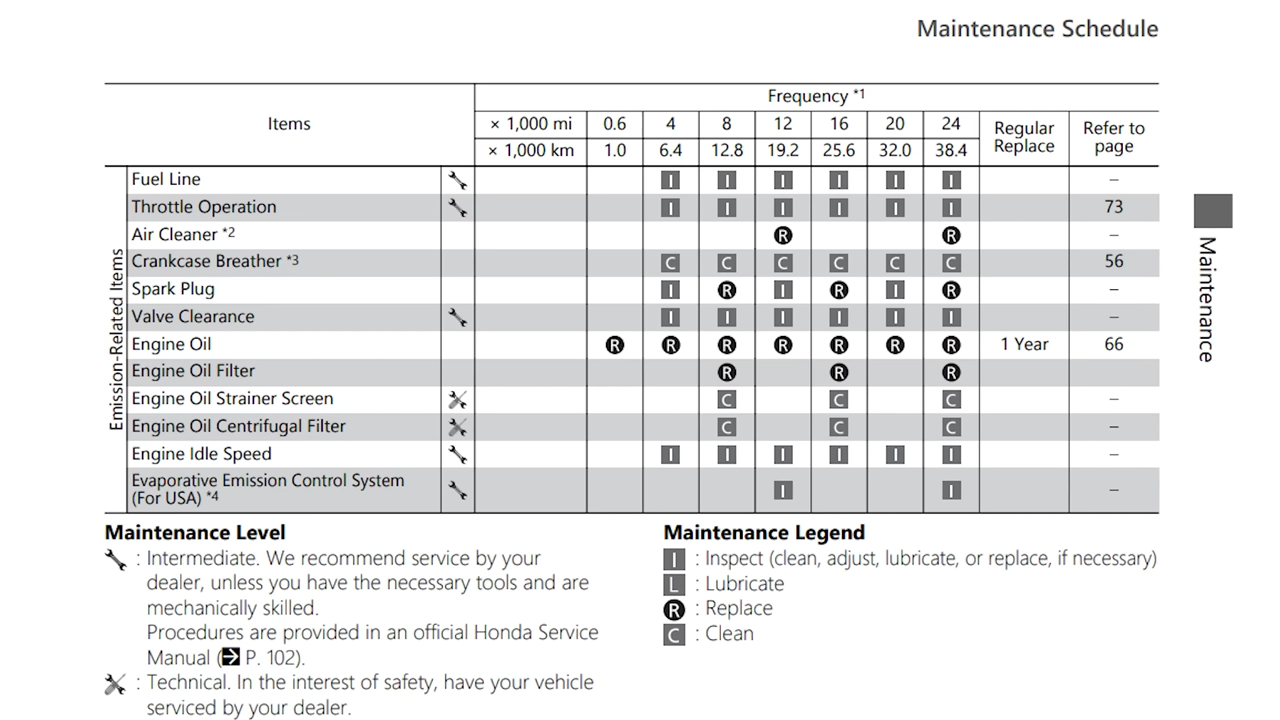 Maintenance Schedule
Items
Frequency *1
× 1,000 mi 0.6 4 8 12 16 20 24 Regular Replace Refer to page
× 1,000 km 1.0 6.4 12.8 19.2 25.6 32.0 38.4
Emission-Related Items
Fuel Line I I I I I I –
Throttle Operation I I I I I I 73
Air Cleaner *2 R R –
Crankcase Breather *3 C C C C C C 56
Spark Plug I R I R I R –
Valve Clearance I I I I I I –
Engine Oil R R R R R R R 1 Year 66
Engine Oil Filter R R R –
Engine Oil Strainer Screen C C C –
Engine Oil Centrifugal Filter C C C –
Engine Idle Speed I I I I I I –
Evaporative Emission Control System
(For USA) *4 I I –
Maintenance
Maintenance Level
: Intermediate. We recommend service by your
dealer, unless you have the necessary tools and are
mechanically skilled.
Procedures are provided in an official Honda Service
Manual (➔ P. 102).
: Technical. In the interest of safety, have your vehicle
serviced by your dealer.
Maintenance Legend
I : Inspect (clean, adjust, lubricate, or replace, if necessary)
L : Lubricate
R : Replace
C : Clean